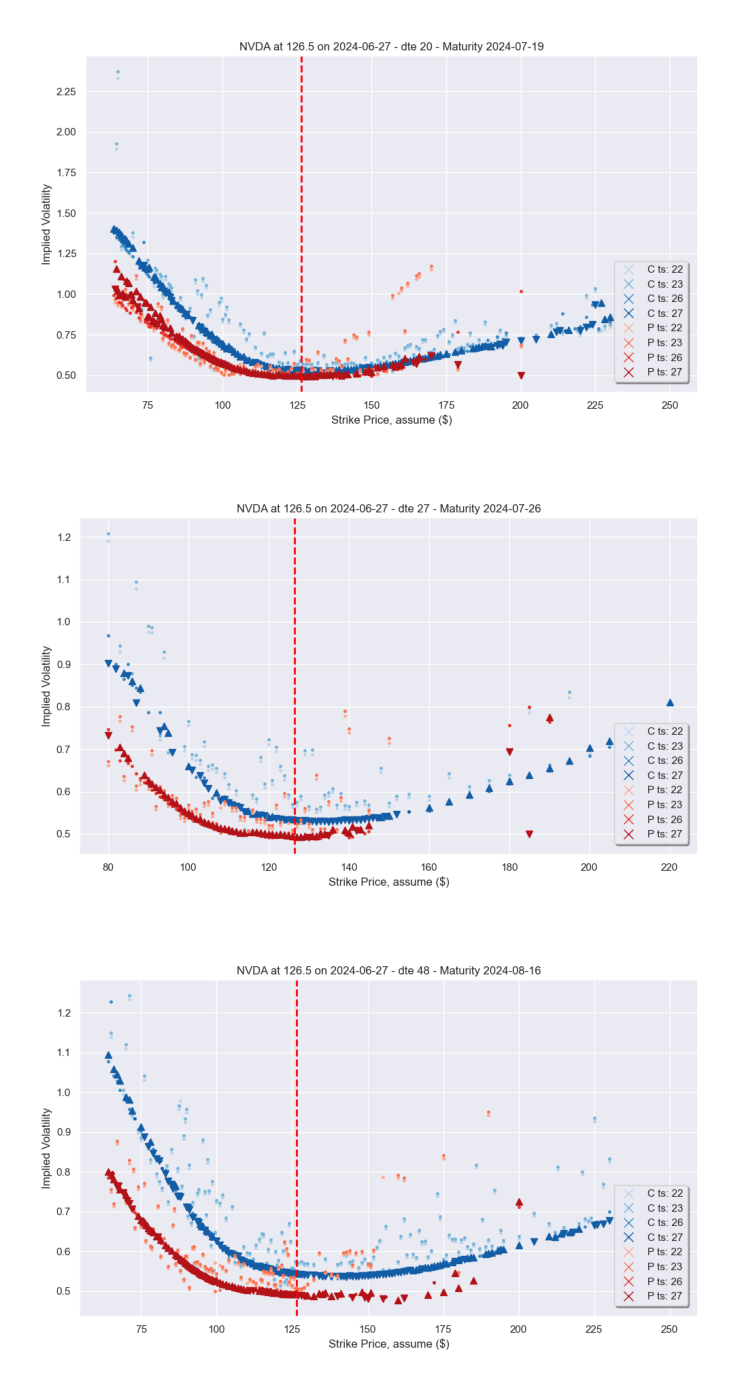 NVDA at 126.5 on 2024-06-27 - dte 20 - Maturity 2024-07-19
2.25
2.00
1.75
1.50
1.25
1.00
0.75
0.50
Implied Volatility
C ts: 22
C ts: 23
C ts: 26
C ts: 27
P ts: 22
P ts: 23
P ts: 26
P ts: 27
75 100 125 150 175 200 225 250
Strike Price, assume ($)
NVDA at 126.5 on 2024-06-27 - dte 27 - Maturity 2024-07-26
1.2
1.1
1.0
0.9
0.8
0.7
0.6
0.5
Implied Volatility
C ts: 22
C ts: 23
C ts: 26
C ts: 27
P ts: 22
P ts: 23
P ts: 26
P ts: 27
80 100 120 140 160 180 200 220
Strike Price, assume ($)
NVDA at 126.5 on 2024-06-27 - dte 48 - Maturity 2024-08-16
1.2
1.1
1.0
0.9
0.8
0.7
0.6
0.5
Implied Volatility
C ts: 22
C ts: 23
C ts: 26
C ts: 27
P ts: 22
P ts: 23
P ts: 26
P ts: 27
75 100 125 150 175 200 225 250
Strike Price, assume ($)